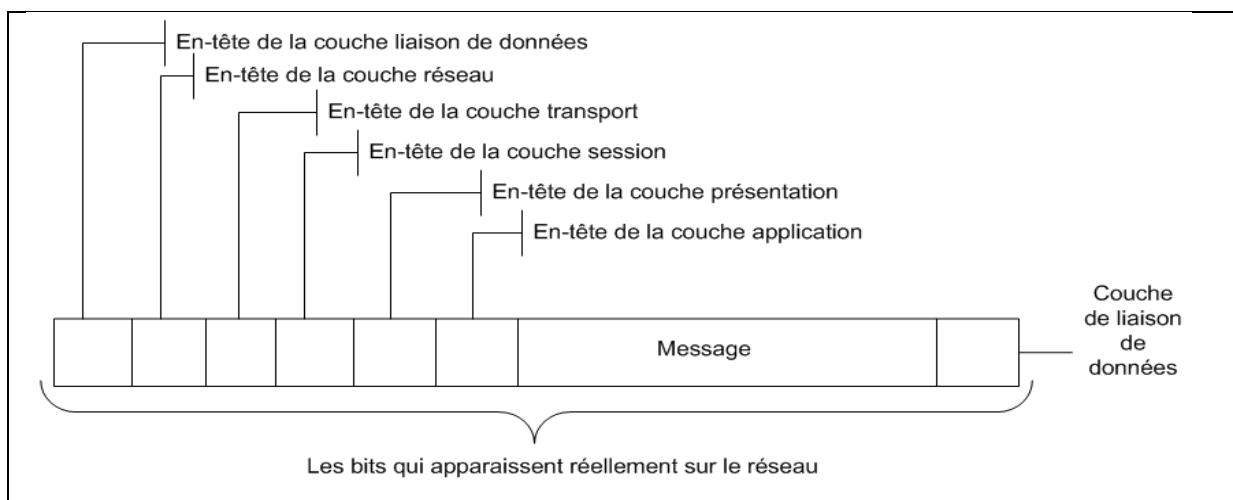 En-tête de la couche liaison de données
En-tête de la couche réseau
En-tête de la couche transport
En-tête de la couche session
En-tête de la couche présentation
En-tête de la couche application
Couche
de liaison
de
données
Message
Les bits qui apparaissent réellement sur le réseau